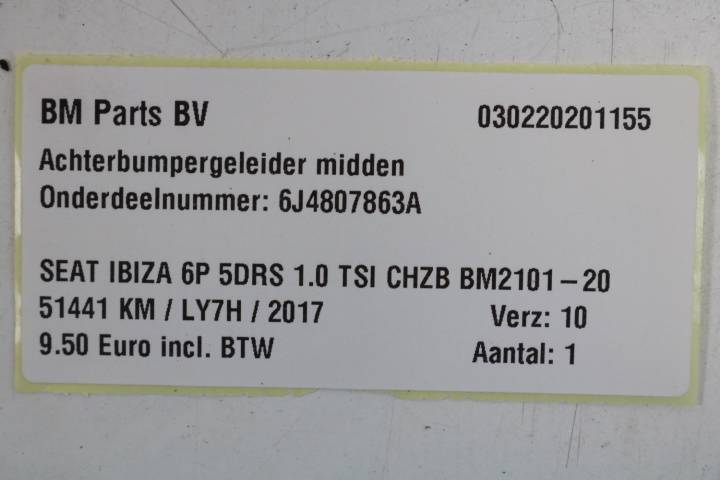 BM Parts BV 030220201155
Achterbumpergeleider midden
Onderdeelnummer: 6J4807863A
SEAT IBIZA 6P 5DRS 1.0 TSI CHZB BM2101-20
51441 KM / LY7H / 2017 Verz: 10
9.50 Euro incl. BTW Aantal: 1